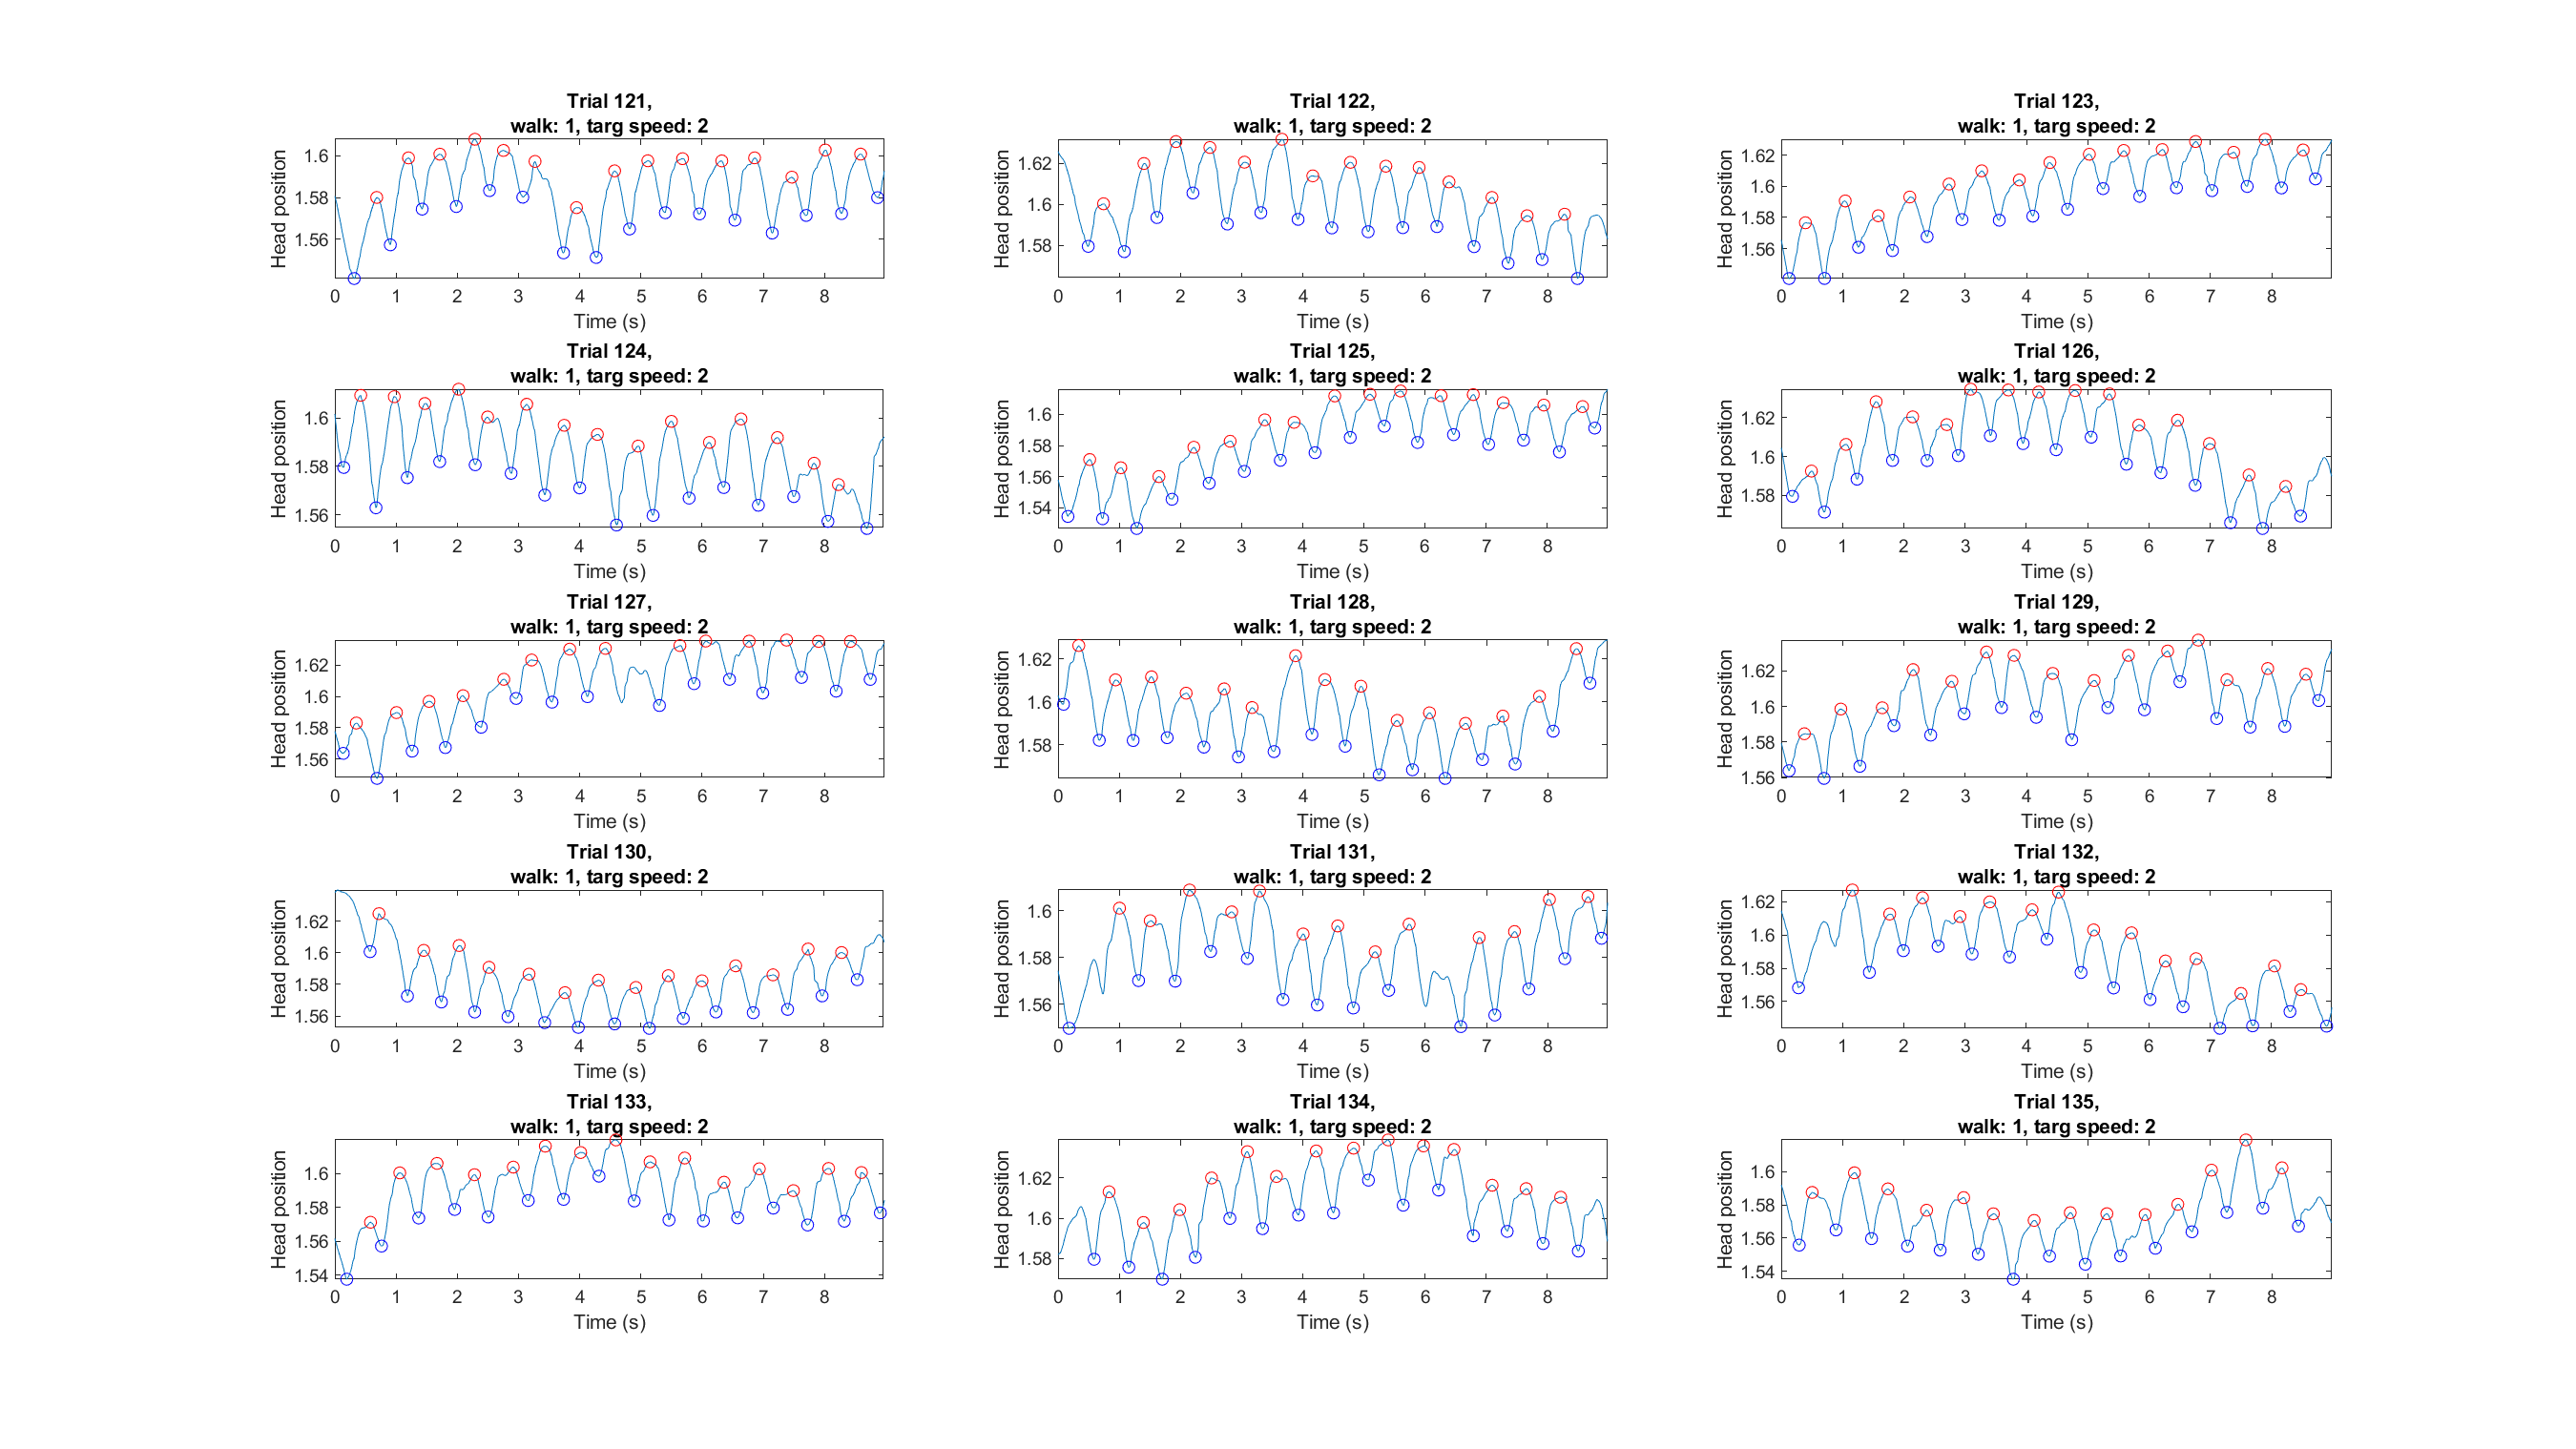 Trial 121,
walk: 1, targ speed: 2
Head position
1.6
1.58
1.56
0 1 2 3 4 5 6 7 8
Time (s)
Trial 122,
walk: 1, targ speed: 2
Head position
1.62
1.6
1.58
0 1 2 3 4 5 6 7 8
Time (s)
Trial 123,
walk: 1, targ speed: 2
Head position
1.62
1.6
1.58
1.56
0 1 2 3 4 5 6 7 8
Time (s)
Trial 124,
walk: 1, targ speed: 2
Head position
1.6
1.58
1.56
0 1 2 3 4 5 6 7 8
Time (s)
Trial 125,
walk: 1, targ speed: 2
Head position
1.6
1.58
1.56
1.54
0 1 2 3 4 5 6 7 8
Time (s)
Trial 126,
walk: 1, targ speed: 2
Head position
1.62
1.6
1.58
0 1 2 3 4 5 6 7 8
Time (s)
Trial 127,
walk: 1, targ speed: 2
Head position
1.62
1.6
1.58
1.56
0 1 2 3 4 5 6 7 8
Time (s)
Trial 128,
walk: 1, targ speed: 2
Head position
1.62
1.6
1.58
0 1 2 3 4 5 6 7 8
Time (s)
Trial 129,
walk: 1, targ speed: 2
Head position
1.62
1.6
1.58
1.56
0 1 2 3 4 5 6 7 8
Time (s)
Trial 130,
walk: 1, targ speed: 2
Head position
1.62
1.6
1.58
1.56
0 1 2 3 4 5 6 7 8
Time (s)
Trial 131,
walk: 1, targ speed: 2
Head position
1.6
1.58
1.56
0 1 2 3 4 5 6 7 8
Time (s)
Trial 132,
walk: 1, targ speed: 2
Head position
1.62
1.6
1.58
1.56
0 1 2 3 4 5 6 7 8
Time (s)
Trial 133,
walk: 1, targ speed: 2
Head position
1.6
1.58
1.56
1.54
0 1 2 3 4 5 6 7 8
Time (s)
Trial 134,
walk: 1, targ speed: 2
Head position
1.62
1.6
1.58
0 1 2 3 4 5 6 7 8
Time (s)
Trial 135,
walk: 1, targ speed: 2
Head position
1.6
1.58
1.56
1.54
0 1 2 3 4 5 6 7 8
Time (s)